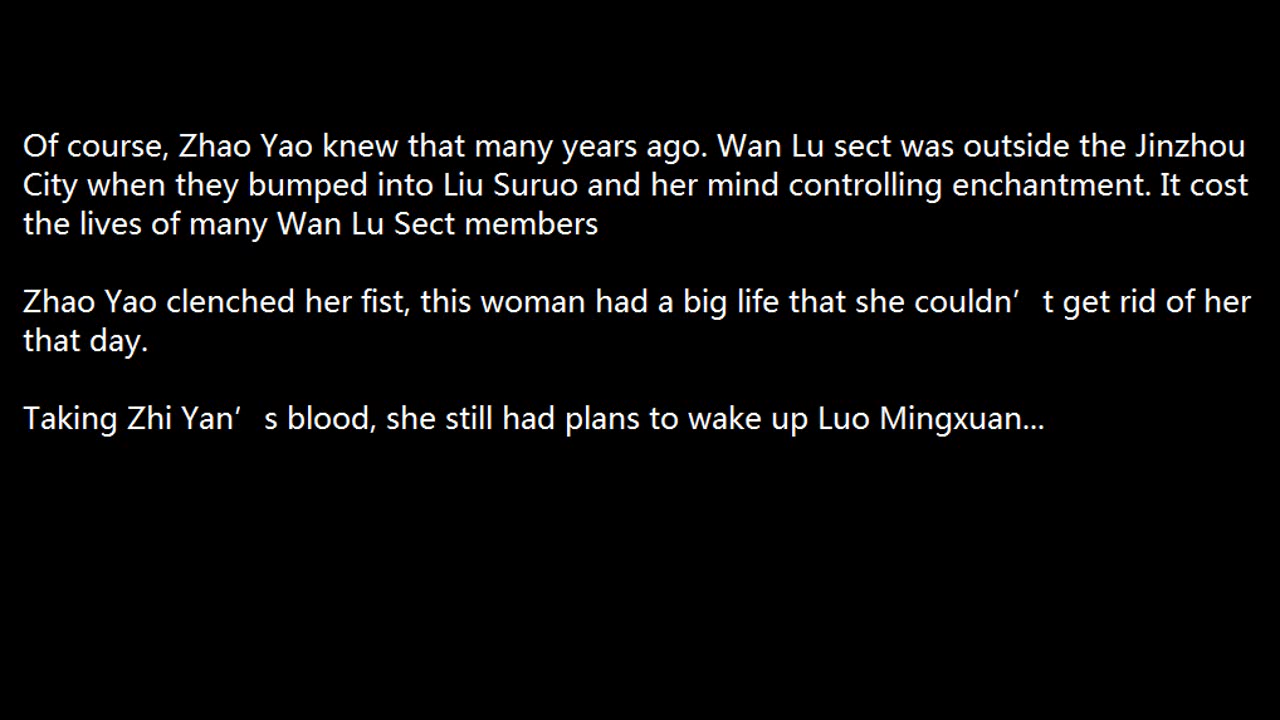 Of course, Zhao Yao knew that many years ago. Wan Lu sect was outside the Jinzhou
City when they bumped into Liu Suruo and her mind controlling enchantment. It cost
the lives of many Wan Lu Sect members
Zhao Yao clenched her fist, this woman had a big life that she couldn’t get rid of her
that day.
Taking Zhi Yan’s blood, she still had plans to wake up Luo Mingxuan...